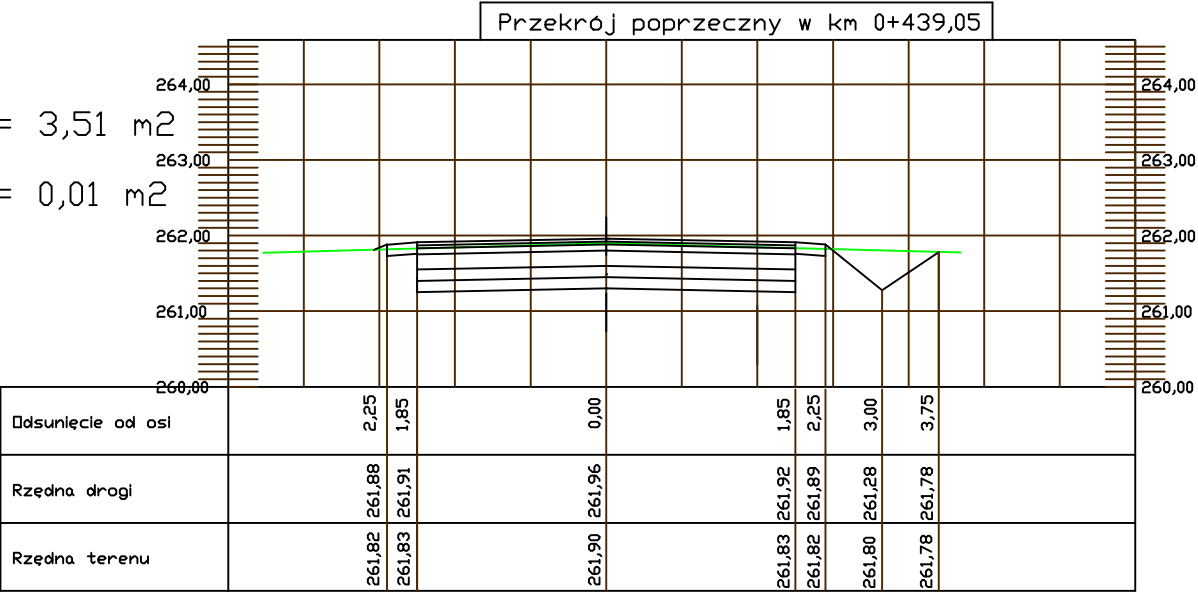 Przekrój poprzeczny w km 0+439,05
264,00 264,00
= 3,51 m2
263,00 263,00
= 0,01 m2
262,00 262,00
261,00 261,00
260,00 260,00
Odsunięcie od osi 2,25 1,85 0,00 1,85 2,25 3,00 3,75
Rzędna drogi 261,88 261,91 261,96 261,92 261,89 261,28 261,78
Rzędna terenu 261,82 261,83 261,90 261,83 261,82 261,80 261,78